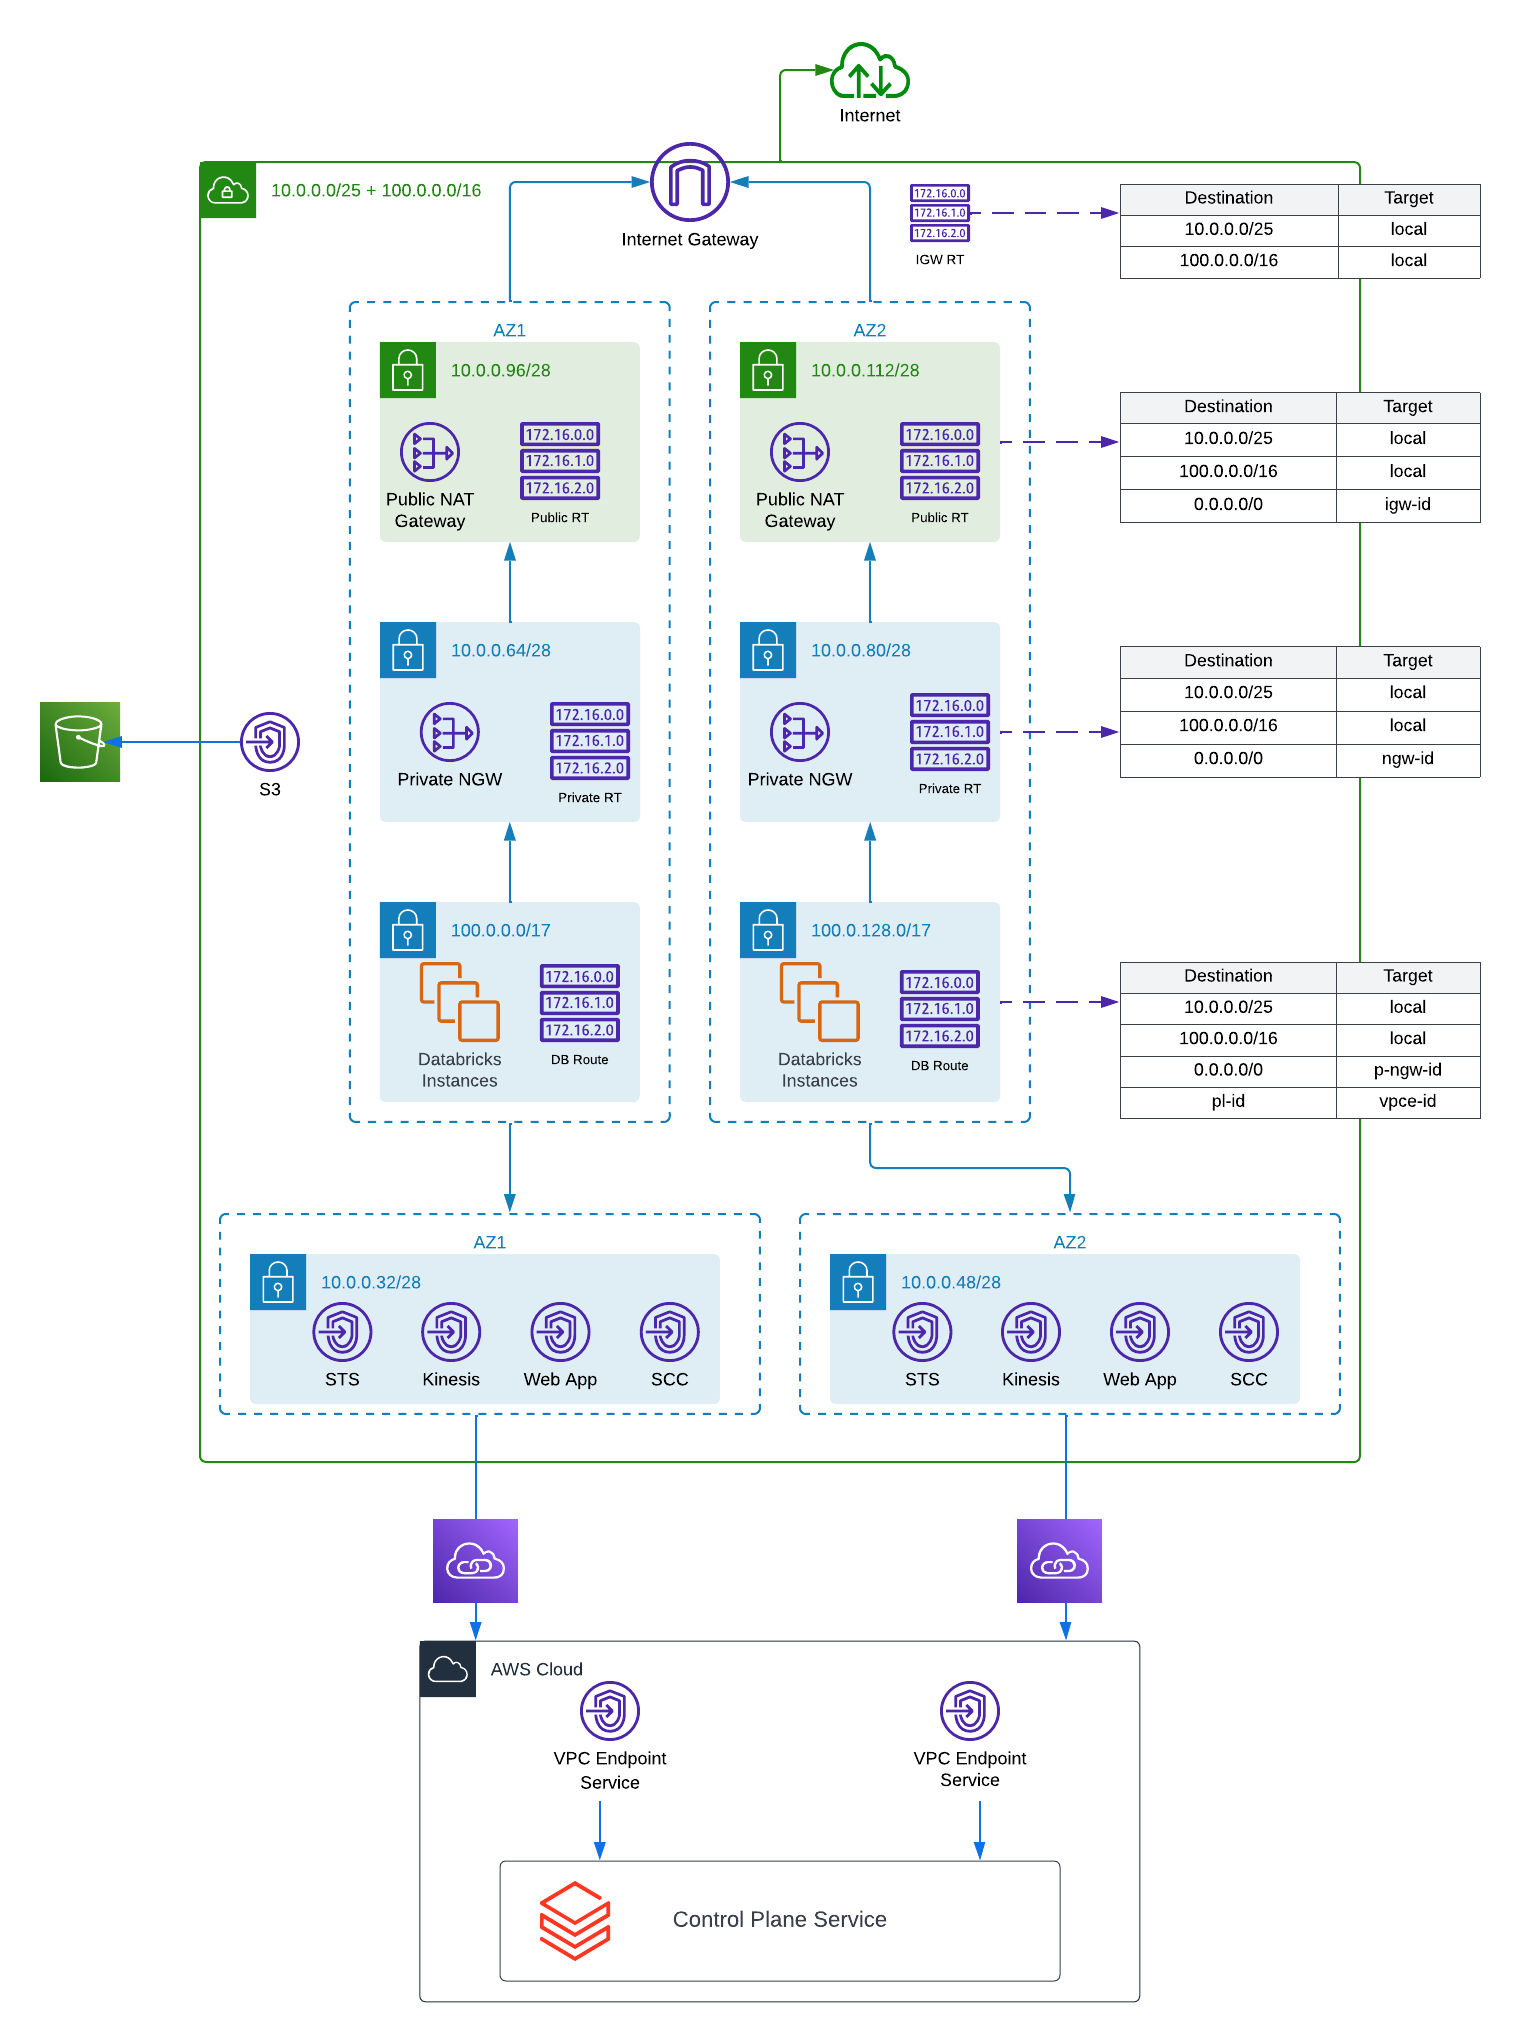 Internet
10.0.0.0/25 + 100.0.0.0/16
Internet Gateway
172.16.0.0
172.16.1.0
172.16.2.0
IGW RT
Destination Target
10.0.0.0/25 local
100.0.0.0/16 local
AZ1
10.0.0.96/28
Public NAT
Gateway
172.16.0.0
172.16.1.0
172.16.2.0
Public RT
AZ2
10.0.0.112/28
Public NAT
Gateway
172.16.0.0
172.16.1.0
172.16.2.0
Public RT
Destination Target
10.0.0.0/25 local
100.0.0.0/16 local
0.0.0.0/0 igw-id
S3
10.0.0.64/28
Private NGW
172.16.0.0
172.16.1.0
172.16.2.0
Private RT
10.0.0.80/28
Private NGW
172.16.0.0
172.16.1.0
172.16.2.0
Private RT
Destination Target
10.0.0.0/25 local
100.0.0.0/16 local
0.0.0.0/0 ngw-id
100.0.0.0/17
Databricks
Instances
172.16.0.0
172.16.1.0
172.16.2.0
DB Route
100.0.128.0/17
Databricks
Instances
172.16.0.0
172.16.1.0
172.16.2.0
DB Route
Destination Target
10.0.0.0/25 local
100.0.0.0/16 local
0.0.0.0/0 p-ngw-id
pl-id vpce-id
AZ1
10.0.0.32/28
STS Kinesis Web App SCC
AZ2
10.0.0.48/28
STS Kinesis Web App SCC
AWS Cloud
VPC Endpoint
Service
VPC Endpoint
Service
Control Plane Service